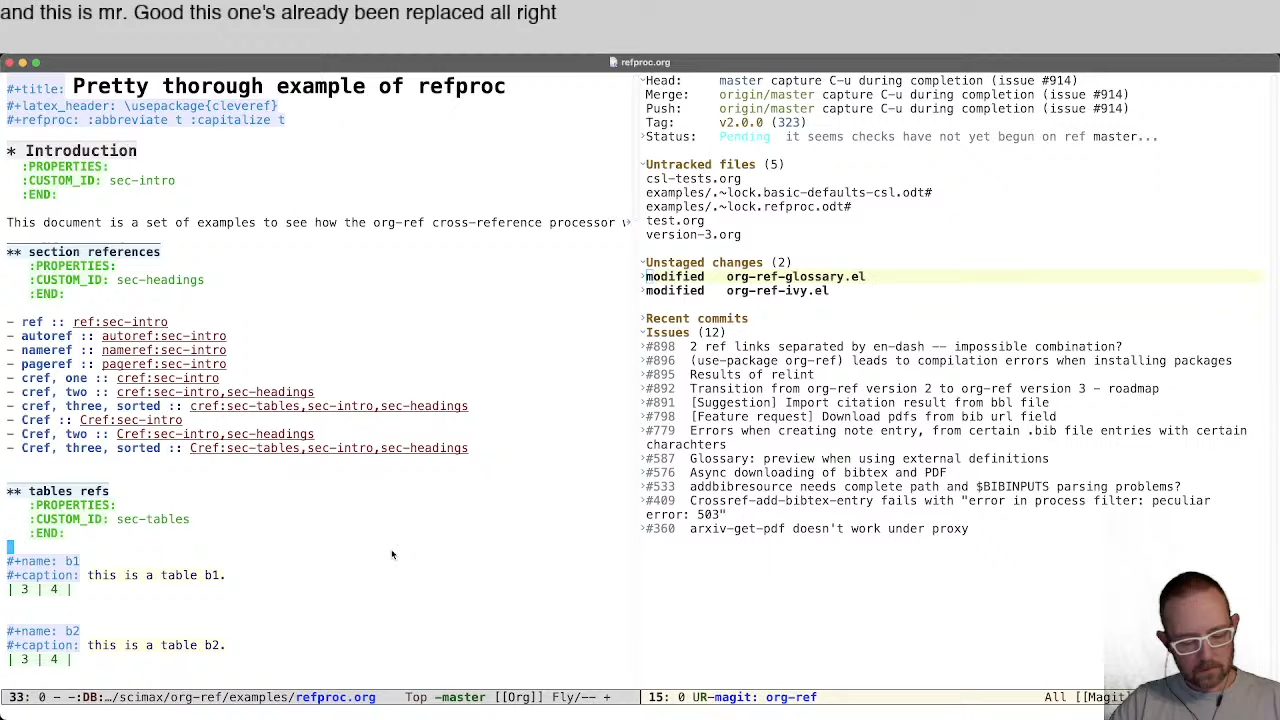 and this is mr. Good this one's already been replaced all right
refproc.org
#+title: Pretty thorough example of refproc
#+latex_header: \usepackage{cleveref}
#+refproc: :abbreviate t :capitalize t
* Introduction
:PROPERTIES:
:CUSTOM_ID: sec-intro
:END:
This document is a set of examples to see how the org-ref cross-reference processor
** section references
:PROPERTIES:
:CUSTOM_ID: sec-headings
:END:
- ref :: ref:sec-intro
- autoref :: autoref:sec-intro
- nameref :: nameref:sec-intro
- pageref :: pageref:sec-intro
- cref, one :: cref:sec-intro
- cref, two :: cref:sec-intro,sec-headings
- cref, three, sorted :: cref:sec-tables,sec-intro,sec-headings
- Cref :: Cref:sec-intro
- Cref, two :: Cref:sec-intro,sec-headings
- Cref, three, sorted :: Cref:sec-tables,sec-intro,sec-headings
** tables refs
:PROPERTIES:
:CUSTOM_ID: sec-tables
:END:
#+name: b1
#+caption: this is a table b1.
| 3 | 4 |
#+name: b2
#+caption: this is a table b2.
| 3 | 4 |
33: 0 - -:DB:…/scimax/org-ref/examples/refproc.org Top -master [[Org]] Fly/-- +
Head: master capture C-u during completion (issue #914)
Merge: origin/master capture C-u during completion (issue #914)
Push: origin/master capture C-u during completion (issue #914)
Tag: v2.0.0 (323)
Status: Pending it seems checks have not yet begun on ref master...
Untracked files (5)
csl-tests.org
examples/.~lock.basic-defaults-csl.odt#
examples/.~lock.refproc.odt#
test.org
version-3.org
Unstaged changes (2)
modified org-ref-glossary.el
modified org-ref-ivy.el
Recent commits
Issues (12)
#898 2 ref links separated by en-dash -- impossible combination?
#896 (use-package org-ref) leads to compilation errors when installing packages
#895 Results of relint
#892 Transition from org-ref version 2 to org-ref version 3 - roadmap
#891 [Suggestion] Import citation result from bbl file
#798 [Feature request] Download pdfs from bib url field
#779 Errors when creating note entry, from certain .bib file entries with certain
charachters
#587 Glossary: preview when using external definitions
#576 Async downloading of bibtex and PDF
#533 addbibresource needs complete path and $BIBINPUTS parsing problems?
#409 Crossref-add-bibtex-entry fails with "error in process filter: peculiar
error: 503"
#360 arxiv-get-pdf doesn't work under proxy
15: 0 UR-magit: org-ref All [[Magit